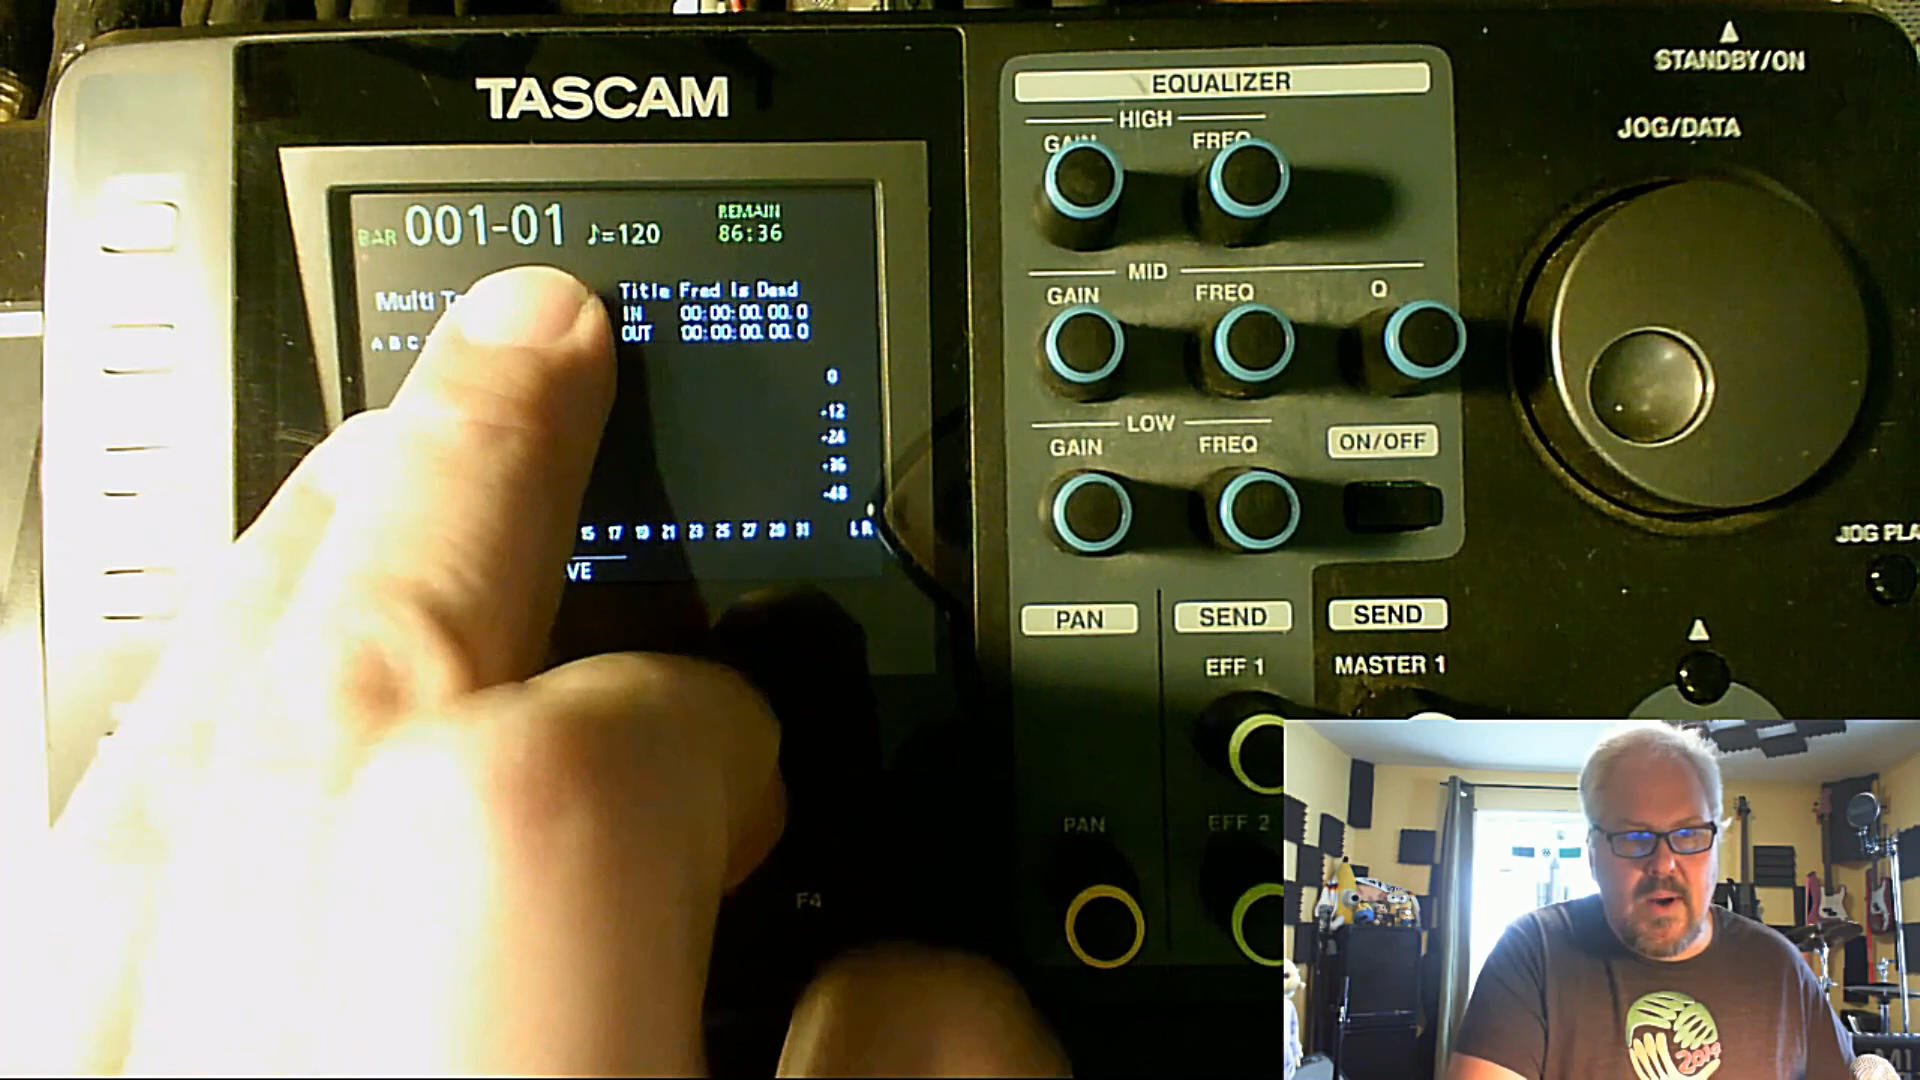 TASCAM
BAR 001-01 ♪=120
REMAIN
86:36
Multi
Title Fred Is Dead
IN 00:00:00.00.0
OUT 00:00:00.00.0
A B C
0
-12
-24
-36
-48
15 17 19 21 23 25 27 29 31 L R
F4
EQUALIZER
HIGH
GAIN FREQ
MID
GAIN FREQ Q
LOW
GAIN FREQ
ON/OFF
PAN SEND SEND
EFF 1 MASTER 1
PAN EFF 2
STANDBY/ON
JOG/DATA
JOG PLA
2014